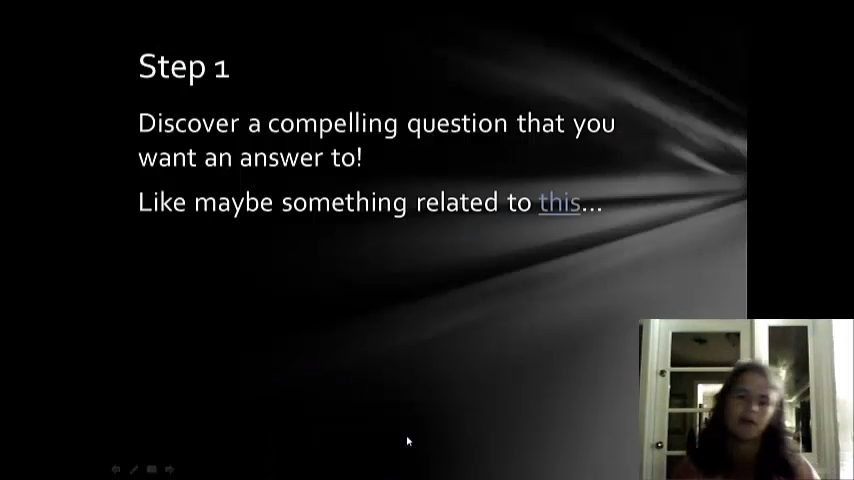 Step 1
Discover a compelling question that you
want an answer to!
Like maybe something related to this...